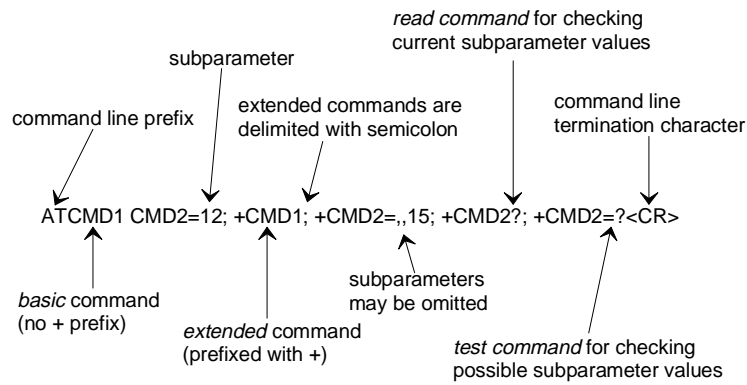 read command for checking
current subparameter values
subparameter
extended commands are
delimited with semicolon
command line
termination character
command line prefix
ATCMD1 CMD2=12; +CMD1; +CMD2=,,15; +CMD2?; +CMD2=?<CR>
subparameters
may be omitted
basic command
(no + prefix)
extended command
(prefixed with +)
test command for checking
possible subparameter values